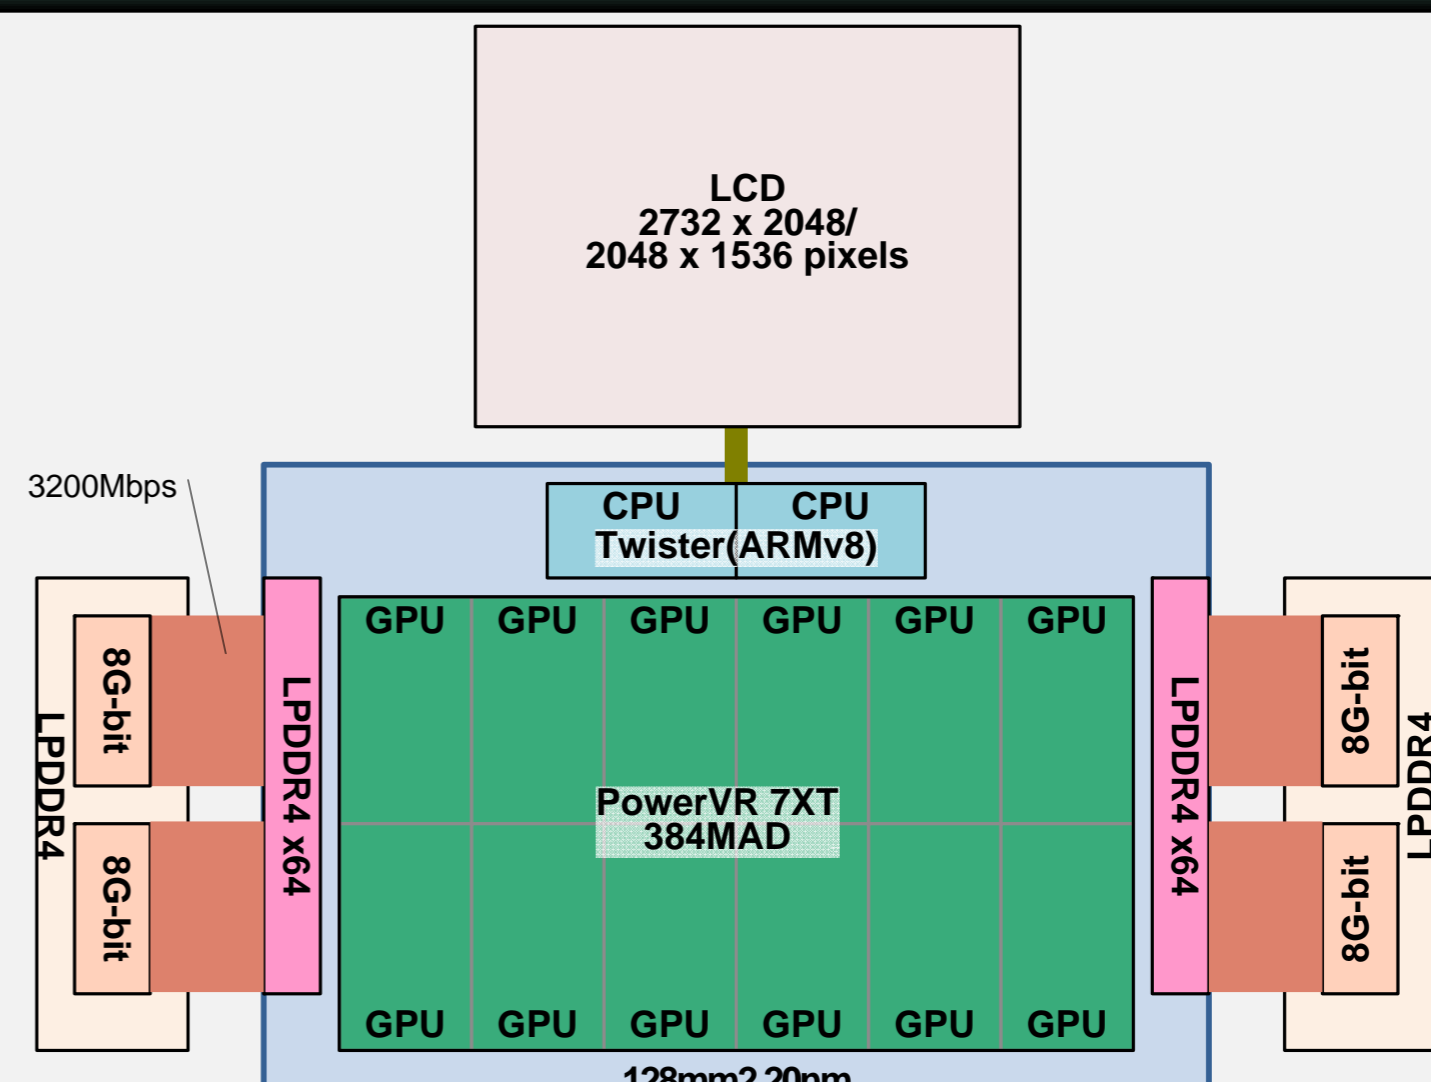 LCD
2732 x 2048/
2048 x 1536 pixels
3200Mbps
CPU
CPU
Twister(ARMv8)
GPU
GPU
GPU
GPU
GPU
GPU
LPDDR4
8G-bit
8G-bit
LPDDR4 x64
PowerVR 7XT
384MAD
LPDDR4 x64
8G-bit
8G-bit
LPDDR4
GPU
GPU
GPU
GPU
GPU
GPU
128mm2 20nm